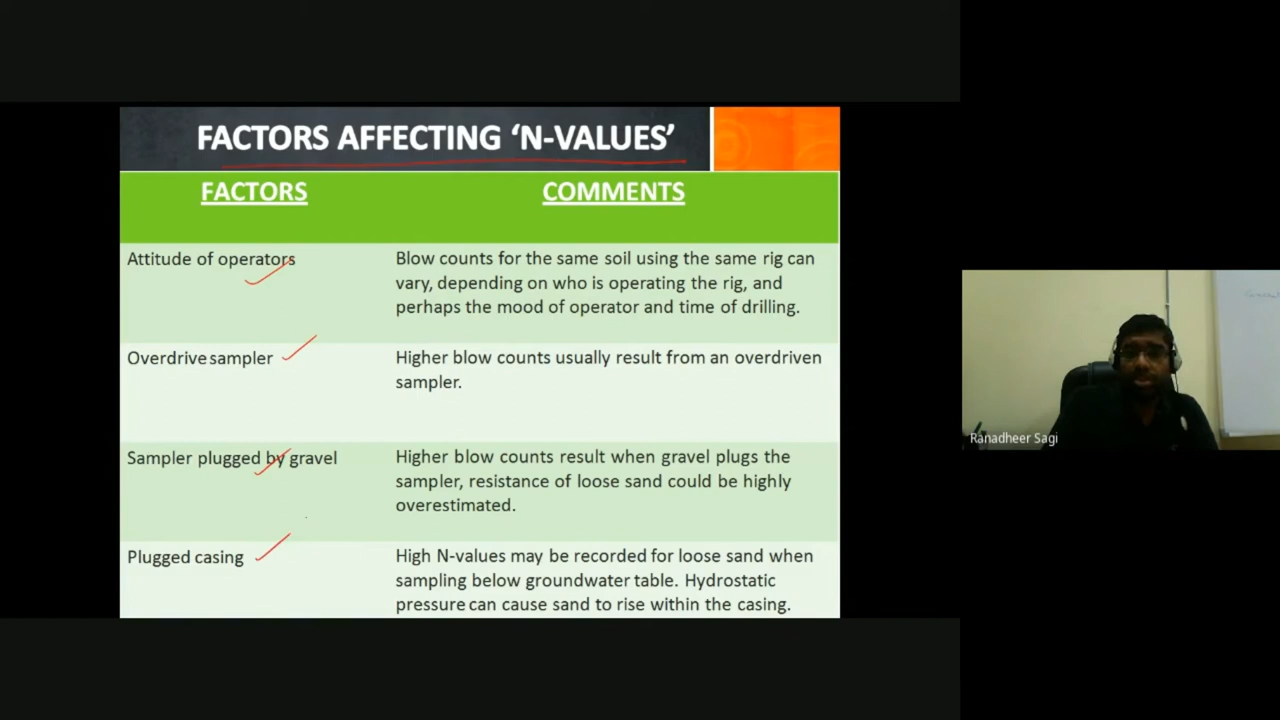 FACTORS AFFECTING ‘N-VALUES’
FACTORS
COMMENTS
Attitude of operators
Blow counts for the same soil using the same rig can
vary, depending on who is operating the rig, and
perhaps the mood of operator and time of drilling.
Overdrive sampler
Higher blow counts usually result from an overdriven
sampler.
Sampler plugged by gravel
Higher blow counts result when gravel plugs the
sampler, resistance of loose sand could be highly
overestimated.
Plugged casing
High N-values may be recorded for loose sand when
sampling below groundwater table. Hydrostatic
pressure can cause sand to rise within the casing.
Ranadheer Sagi